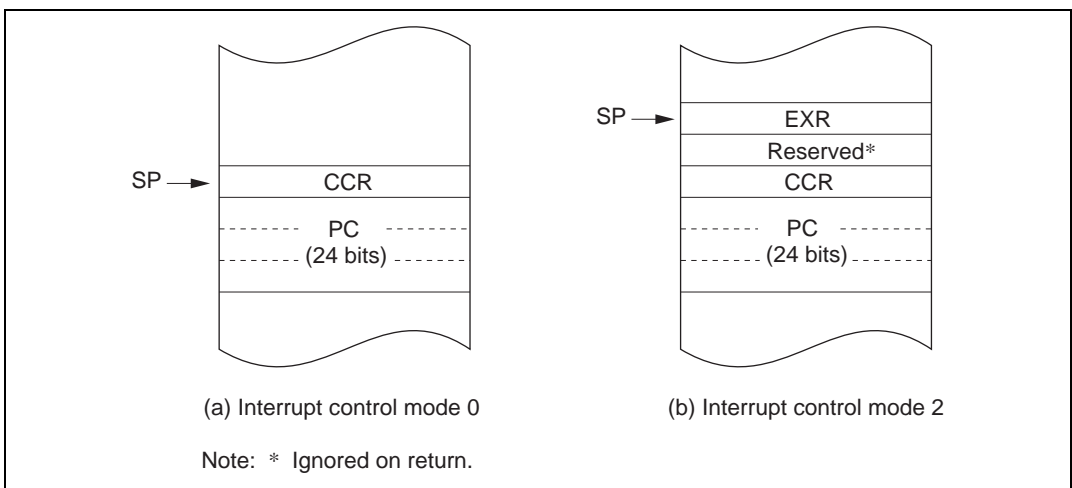 SP
CCR
PC
(24 bits)
(a) Interrupt control mode 0
SP
EXR
Reserved*
CCR
PC
(24 bits)
(b) Interrupt control mode 2
Note: * Ignored on return.